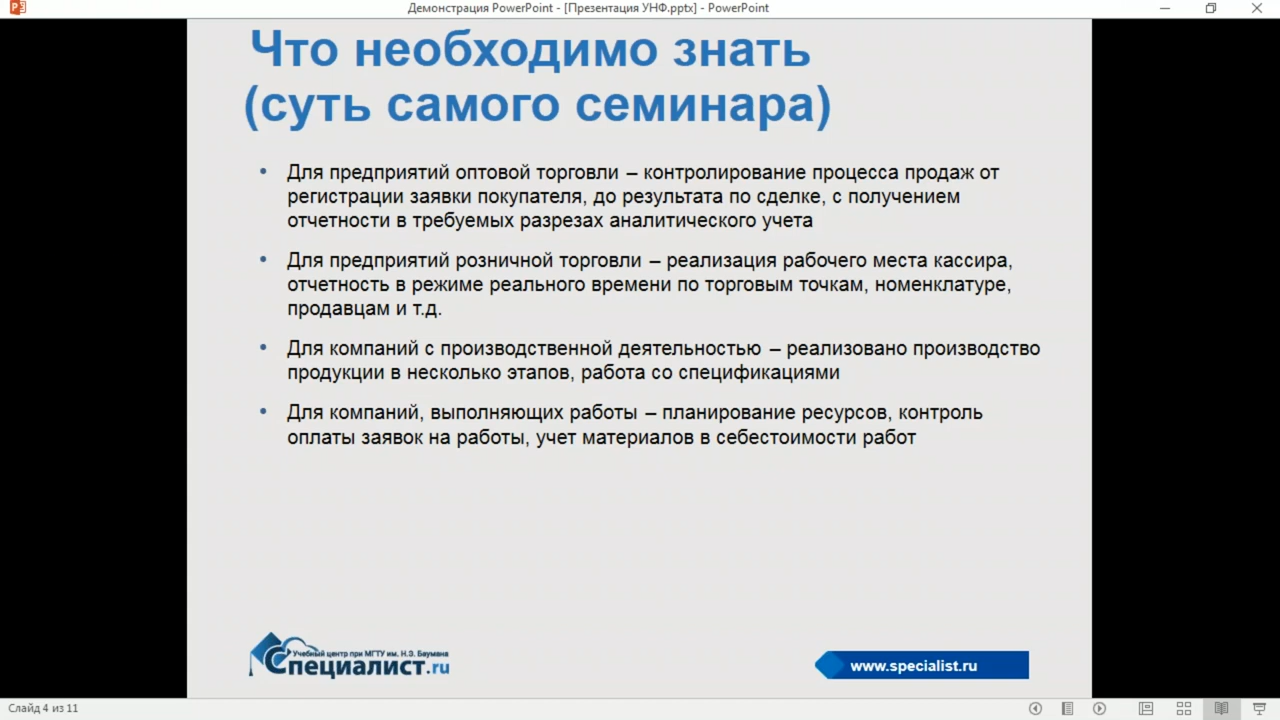 Демонстрация PowerPoint - [Презентация УНФ.pptx] - PowerPoint
Что необходимо знать
(суть самого семинара)
• Для предприятий оптовой торговли – контролирование процесса продаж от
регистрации заявки покупателя, до результата по сделке, с получением
отчетности в требуемых разрезах аналитического учета
• Для предприятий розничной торговли – реализация рабочего места кассира,
отчетность в режиме реального времени по торговым точкам, номенклатуре,
продавцам и т.д.
• Для компаний с производственной деятельностью – реализовано производство
продукции в несколько этапов, работа со спецификациями
• Для компаний, выполняющих работы – планирование ресурсов, контроль
оплаты заявок на работы, учет материалов в себестоимости работ
Учебный центр при МГТУ им. Н.Э. Баумана
Специалист.ru
www.specialist.ru
Слайд 4 из 11